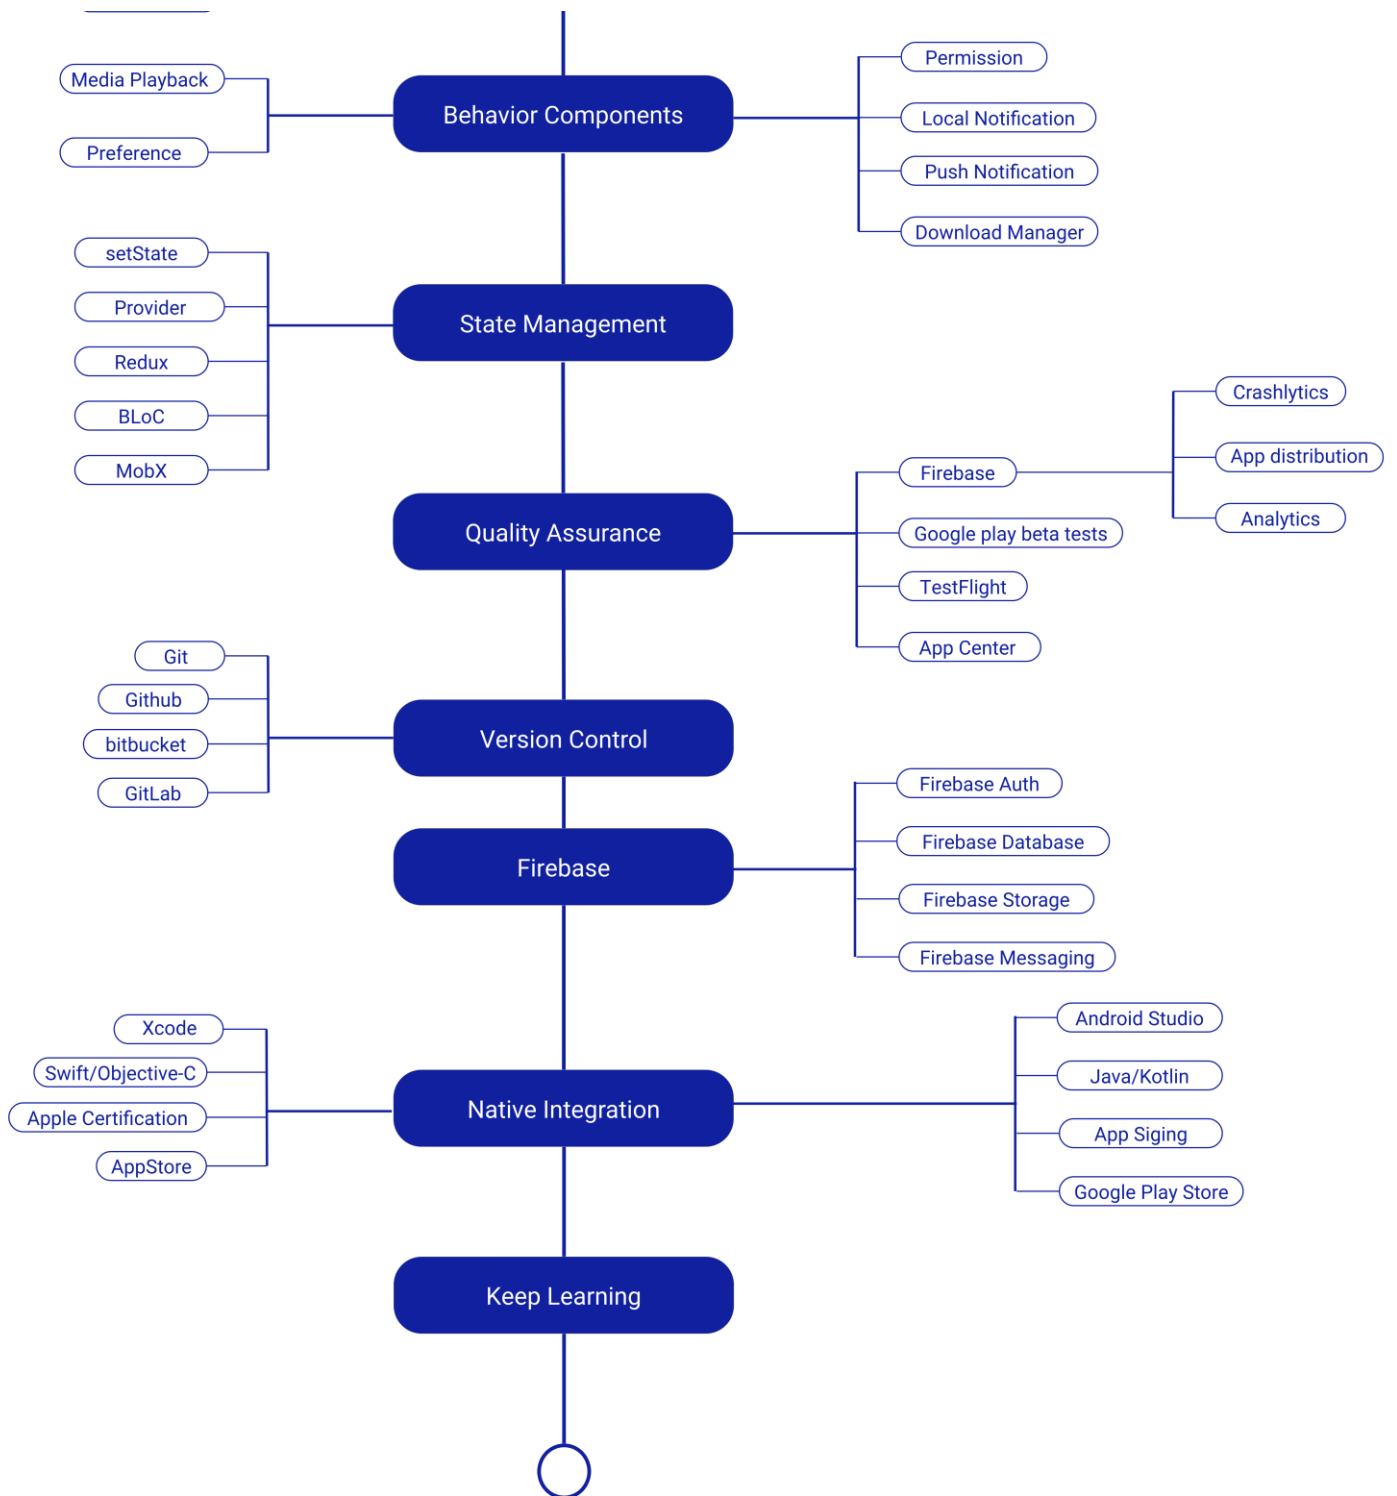 Media Playback
Preference
Behavior Components
Permission
Local Notification
Push Notification
Download Manager
setState
Provider
Redux
BLoC
MobX
State Management
Quality Assurance
Firebase
Google play beta tests
TestFlight
App Center
Crashlytics
App distribution
Analytics
Git
Github
bitbucket
GitLab
Version Control
Firebase
Firebase Auth
Firebase Database
Firebase Storage
Firebase Messaging
Xcode
Swift/Objective-C
Apple Certification
AppStore
Native Integration
Android Studio
Java/Kotlin
App Siging
Google Play Store
Keep Learning